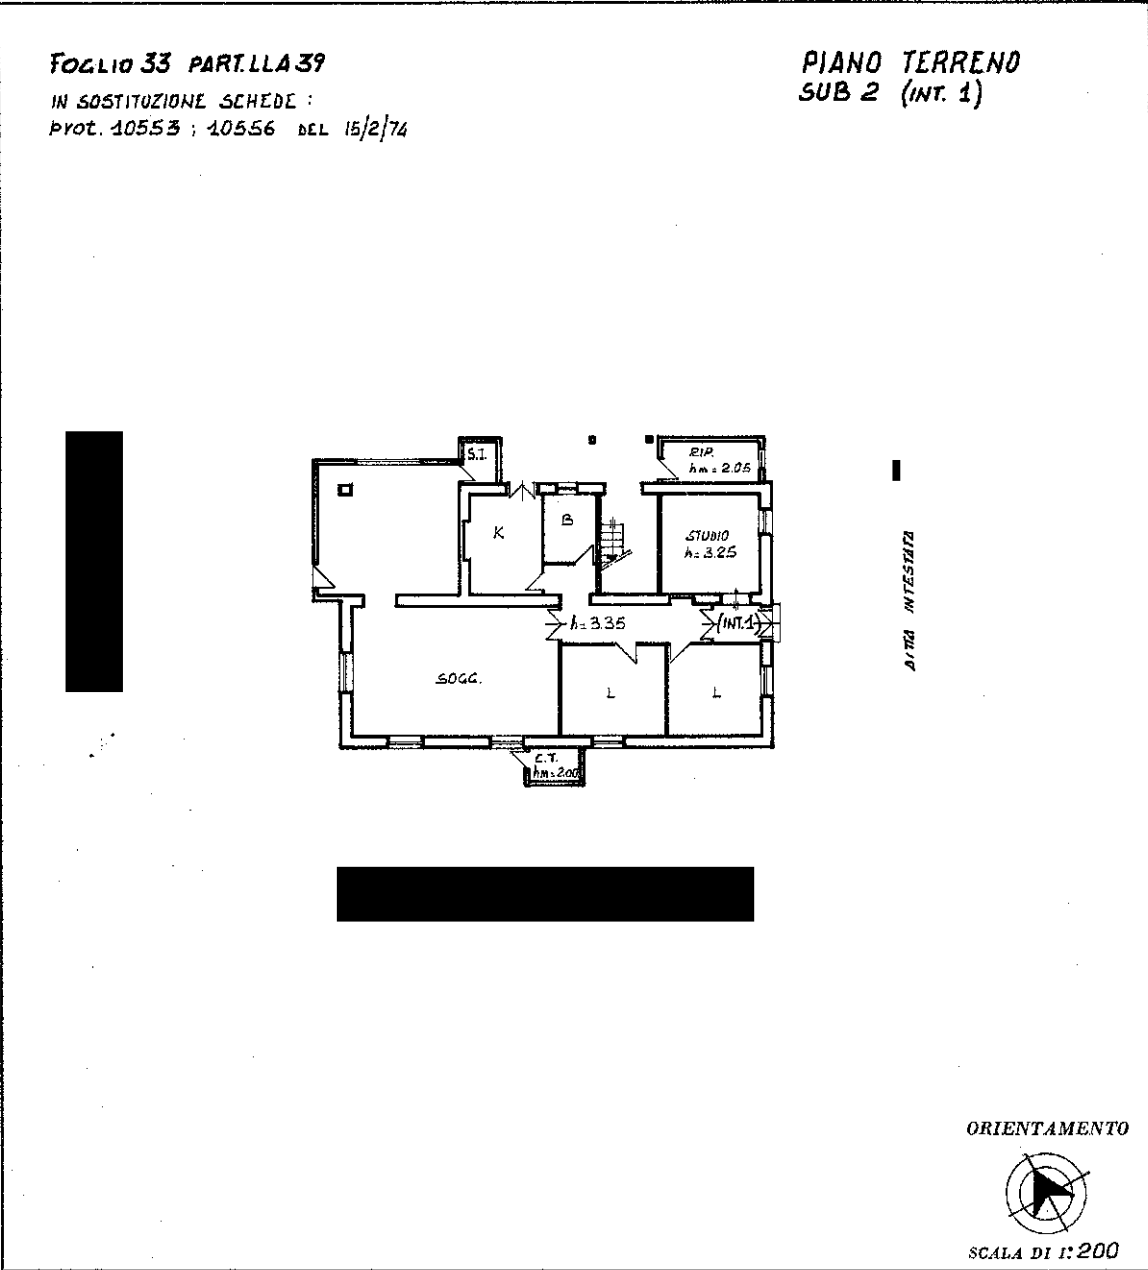 FOGLIO 33 PART.LLA 39
IN SOSTITUZIONE SCHEDE :
prot. 10553 ; 10556 DEL 15/2/74
PIANO TERRENO
SUB 2 (INT. 1)
S.I.
RIP.
hm = 2.05
K
B
STUDIO
h = 3.25
h = 3.35
(INT.1)
SOGG.
L
L
C.T.
hm = 2.00
DITTA INTESTATA
ORIENTAMENTO
SCALA DI 1: 200